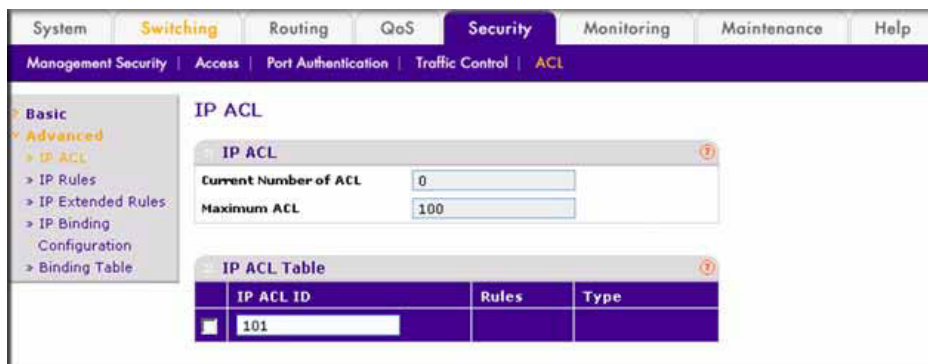 System Switching Routing QoS Security Monitoring Maintenance Help
Management Security | Access | Port Authentication | Traffic Control | ACL
Basic
Advanced
» IP ACL
» IP Rules
» IP Extended Rules
» IP Binding
Configuration
» Binding Table
IP ACL
IP ACL ?
Current Number of ACL 0
Maximum ACL 100
IP ACL Table ?
IP ACL ID Rules Type
101